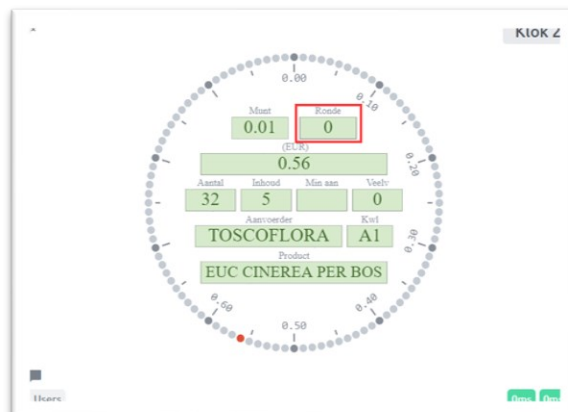 Klok 2
0.00
0.10
Munt Ronde
0.01 0
(EUR)
0.56
0.20
Aantal Inhoud Min aan Veelv
32 5 0
Aanvoerder Kwl
TOSCOFLORA A1
0.30
Product
EUC CINEREA PER BOS
0.60
0.40
0.50
Users
0ms 0ms